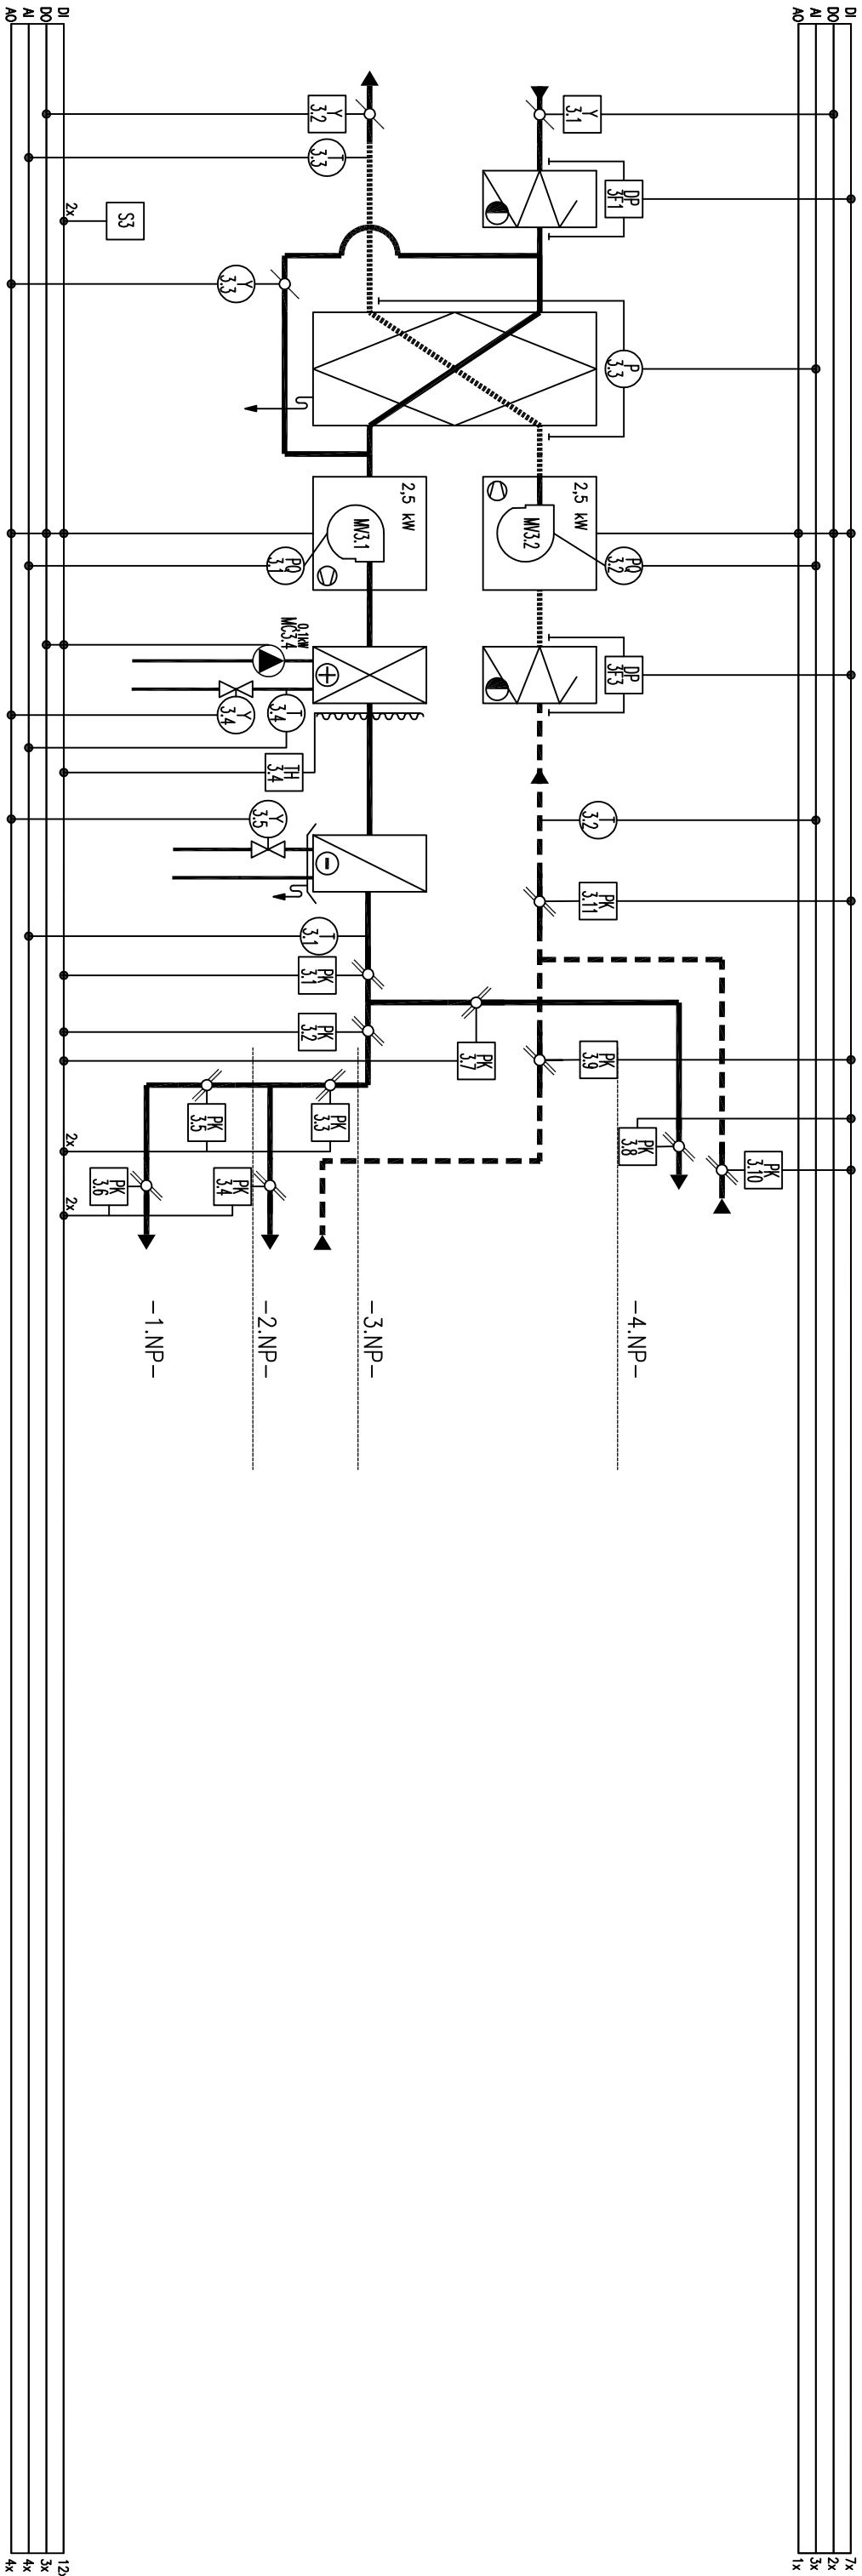 DI
DO
AI
AO
Y
3.1
DP
3F1
P
3.3
2,5 kW
MV3.2
PQ
3.2
DP
3F3
T
3.2
PK
3.11
PK
3.9
PK
3.8
PK
3.10
-4.NP-
7x
2x
3x
1x
Y
3.2
T
3.3
S3
2x
Y
3.3
2,5 kW
MV3.1
PQ
3.1
0,1kW
MC3.4
Y
3.4
T
3.4
TH
3.4
Y
3.5
T
3.1
PK
3.1
PK
3.2
PK
3.7
PK
3.3
PK
3.5
2x
PK
3.4
PK
3.6
2x
-3.NP-
-2.NP-
-1.NP-
DI
DO
AI
AO
12x
3x
4x
4x